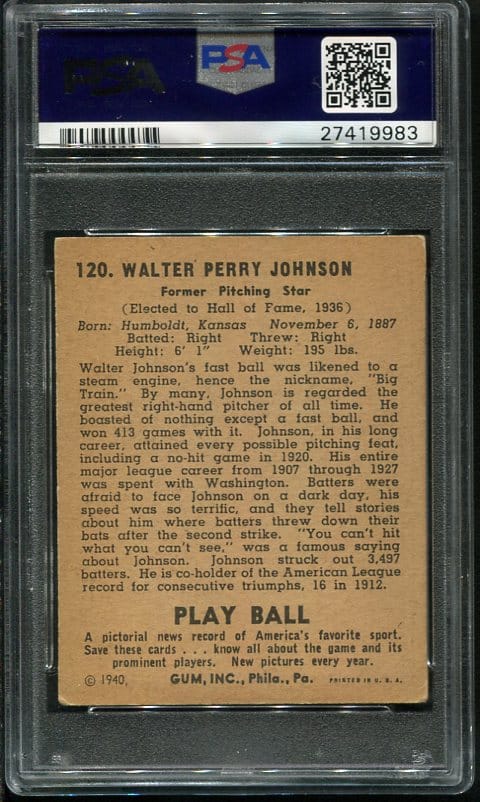 PSA
PSA
27419983
120. WALTER PERRY JOHNSON
Former Pitching Star
(Elected to Hall of Fame, 1936)
Born: Humboldt, Kansas November 6, 1887
Batted: Right Threw: Right
Height: 6' 1" Weight: 195 lbs.
Walter Johnson's fast ball was likened to a
steam engine, hence the nickname, "Big
Train." By many, Johnson is regarded the
greatest right-hand pitcher of all time. He
boasted of nothing except a fast ball, and
won 413 games with it. Johnson, in his long
career, attained every possible pitching feat,
including a no-hit game in 1920. His entire
major league career from 1907 through 1927
was spent with Washington. Batters were
afraid to face Johnson on a dark day, his
speed was so terrific, and they tell stories
about him where batters threw down their
bats after the second strike. "You can't hit
what you can't see," was a famous saying
about Johnson. Johnson struck out 3,497
batters. He is co-holder of the American League
record for consecutive triumphs, 16 in 1912.
PLAY BALL
A pictorial news record of America's favorite sport.
Save these cards . . . know all about the game and its
prominent players. New pictures every year.
© 1940, GUM, INC., Phila., Pa. PRINTED IN U. S. A.